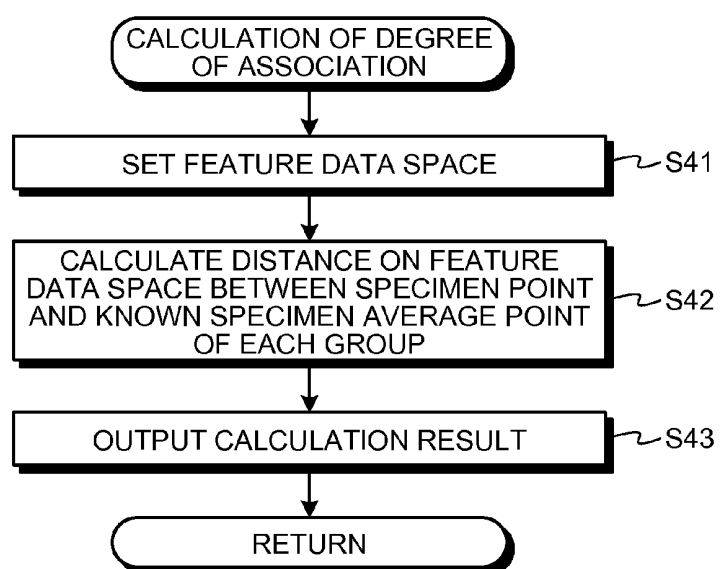 CALCULATION OF DEGREE
OF ASSOCIATION
SET FEATURE DATA SPACE
S41
CALCULATE DISTANCE ON FEATURE
DATA SPACE BETWEEN SPECIMEN POINT
AND KNOWN SPECIMEN AVERAGE POINT
OF EACH GROUP
S42
OUTPUT CALCULATION RESULT
S43
RETURN